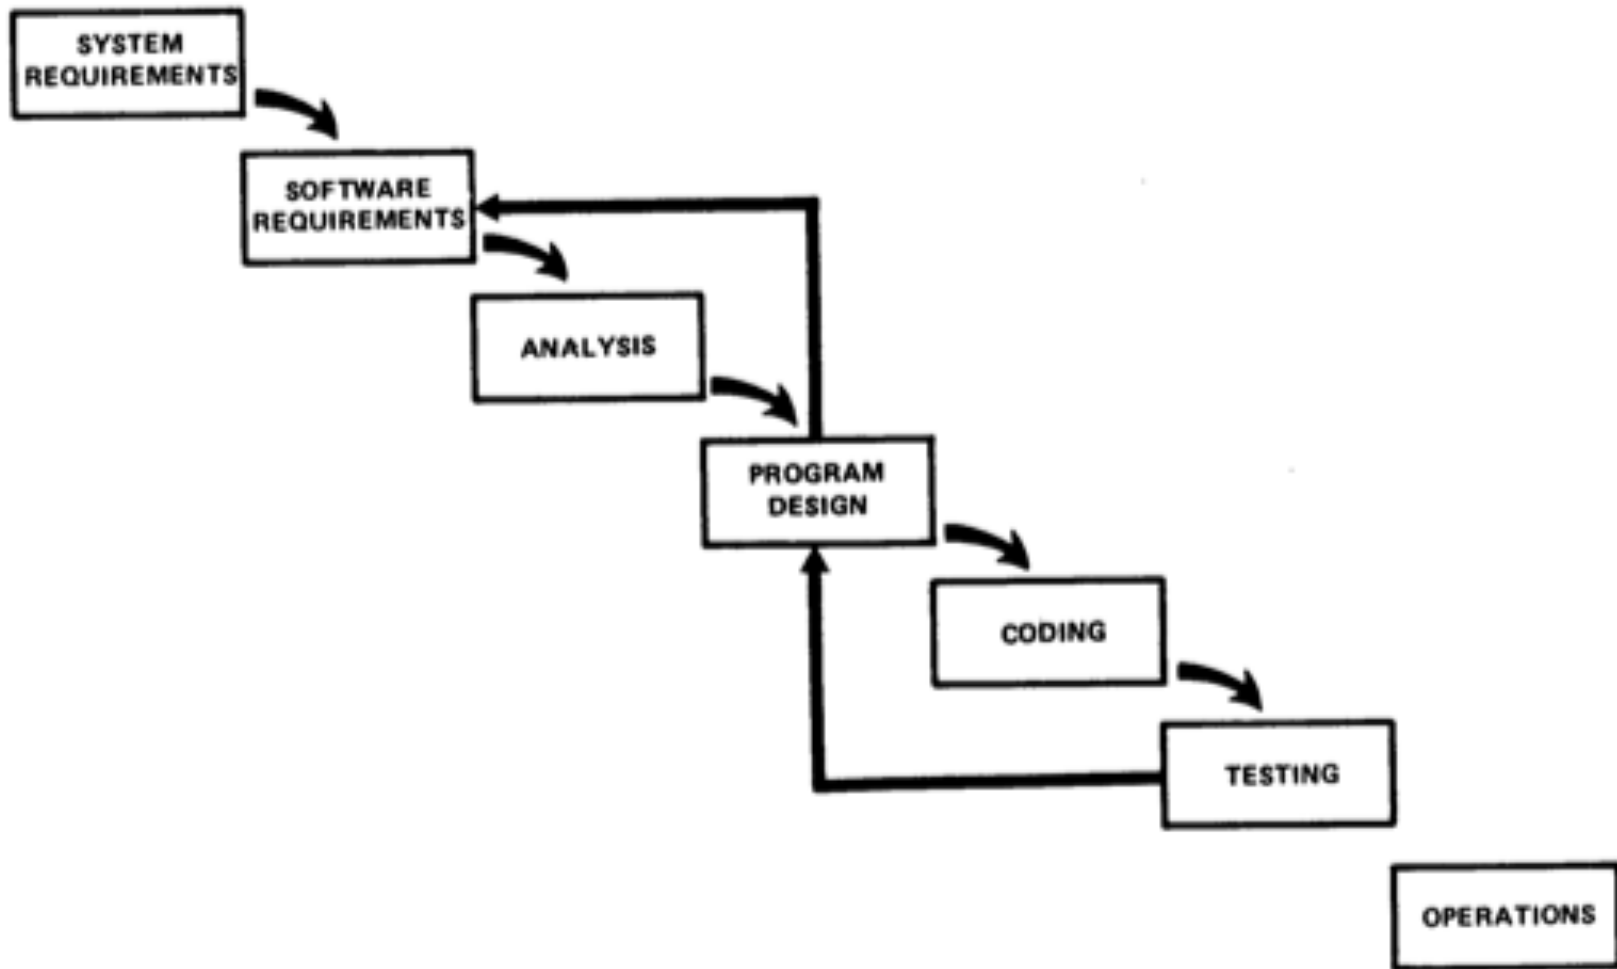 SYSTEM
REQUIREMENTS
SOFTWARE
REQUIREMENTS
ANALYSIS
PROGRAM
DESIGN
CODING
TESTING
OPERATIONS